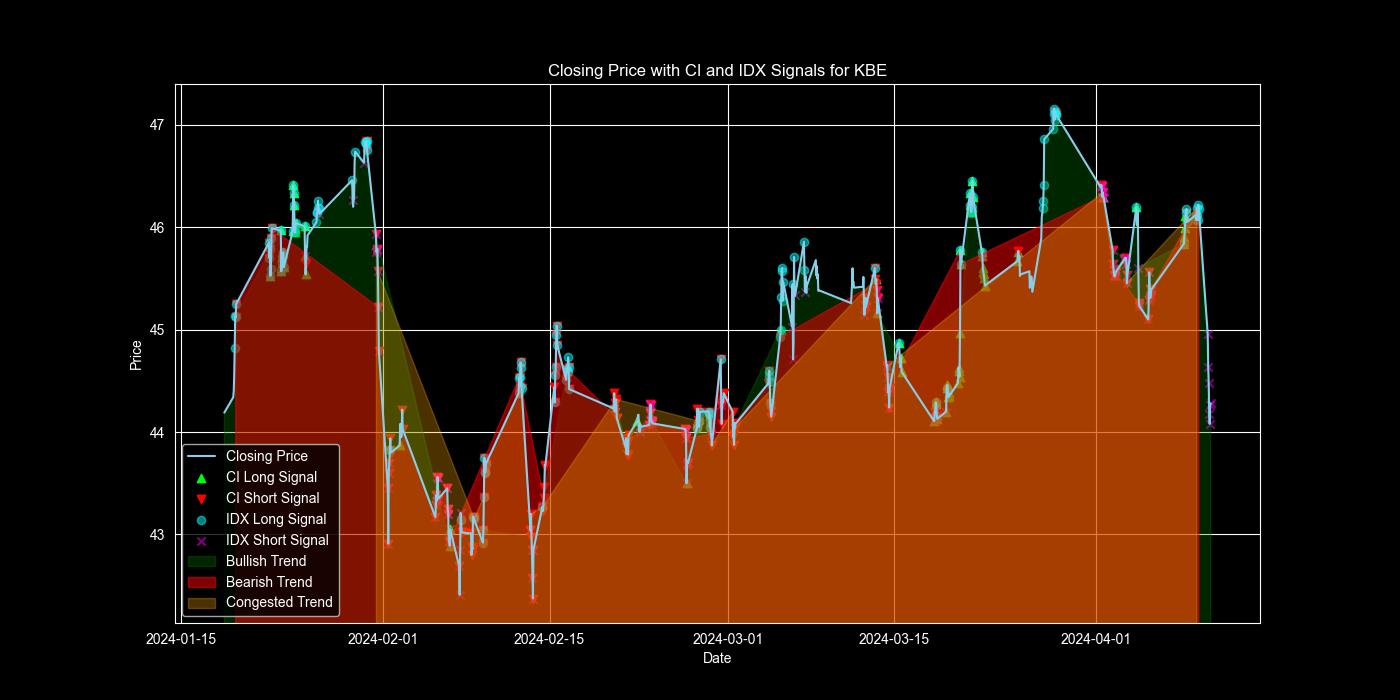 Closing Price with CI and IDX Signals for KBE
47
46
45
44
43
Price
Closing Price
CI Long Signal
CI Short Signal
IDX Long Signal
IDX Short Signal
Bullish Trend
Bearish Trend
Congested Trend
2024-01-15
2024-02-01
2024-02-15
2024-03-01
2024-03-15
2024-04-01
Date